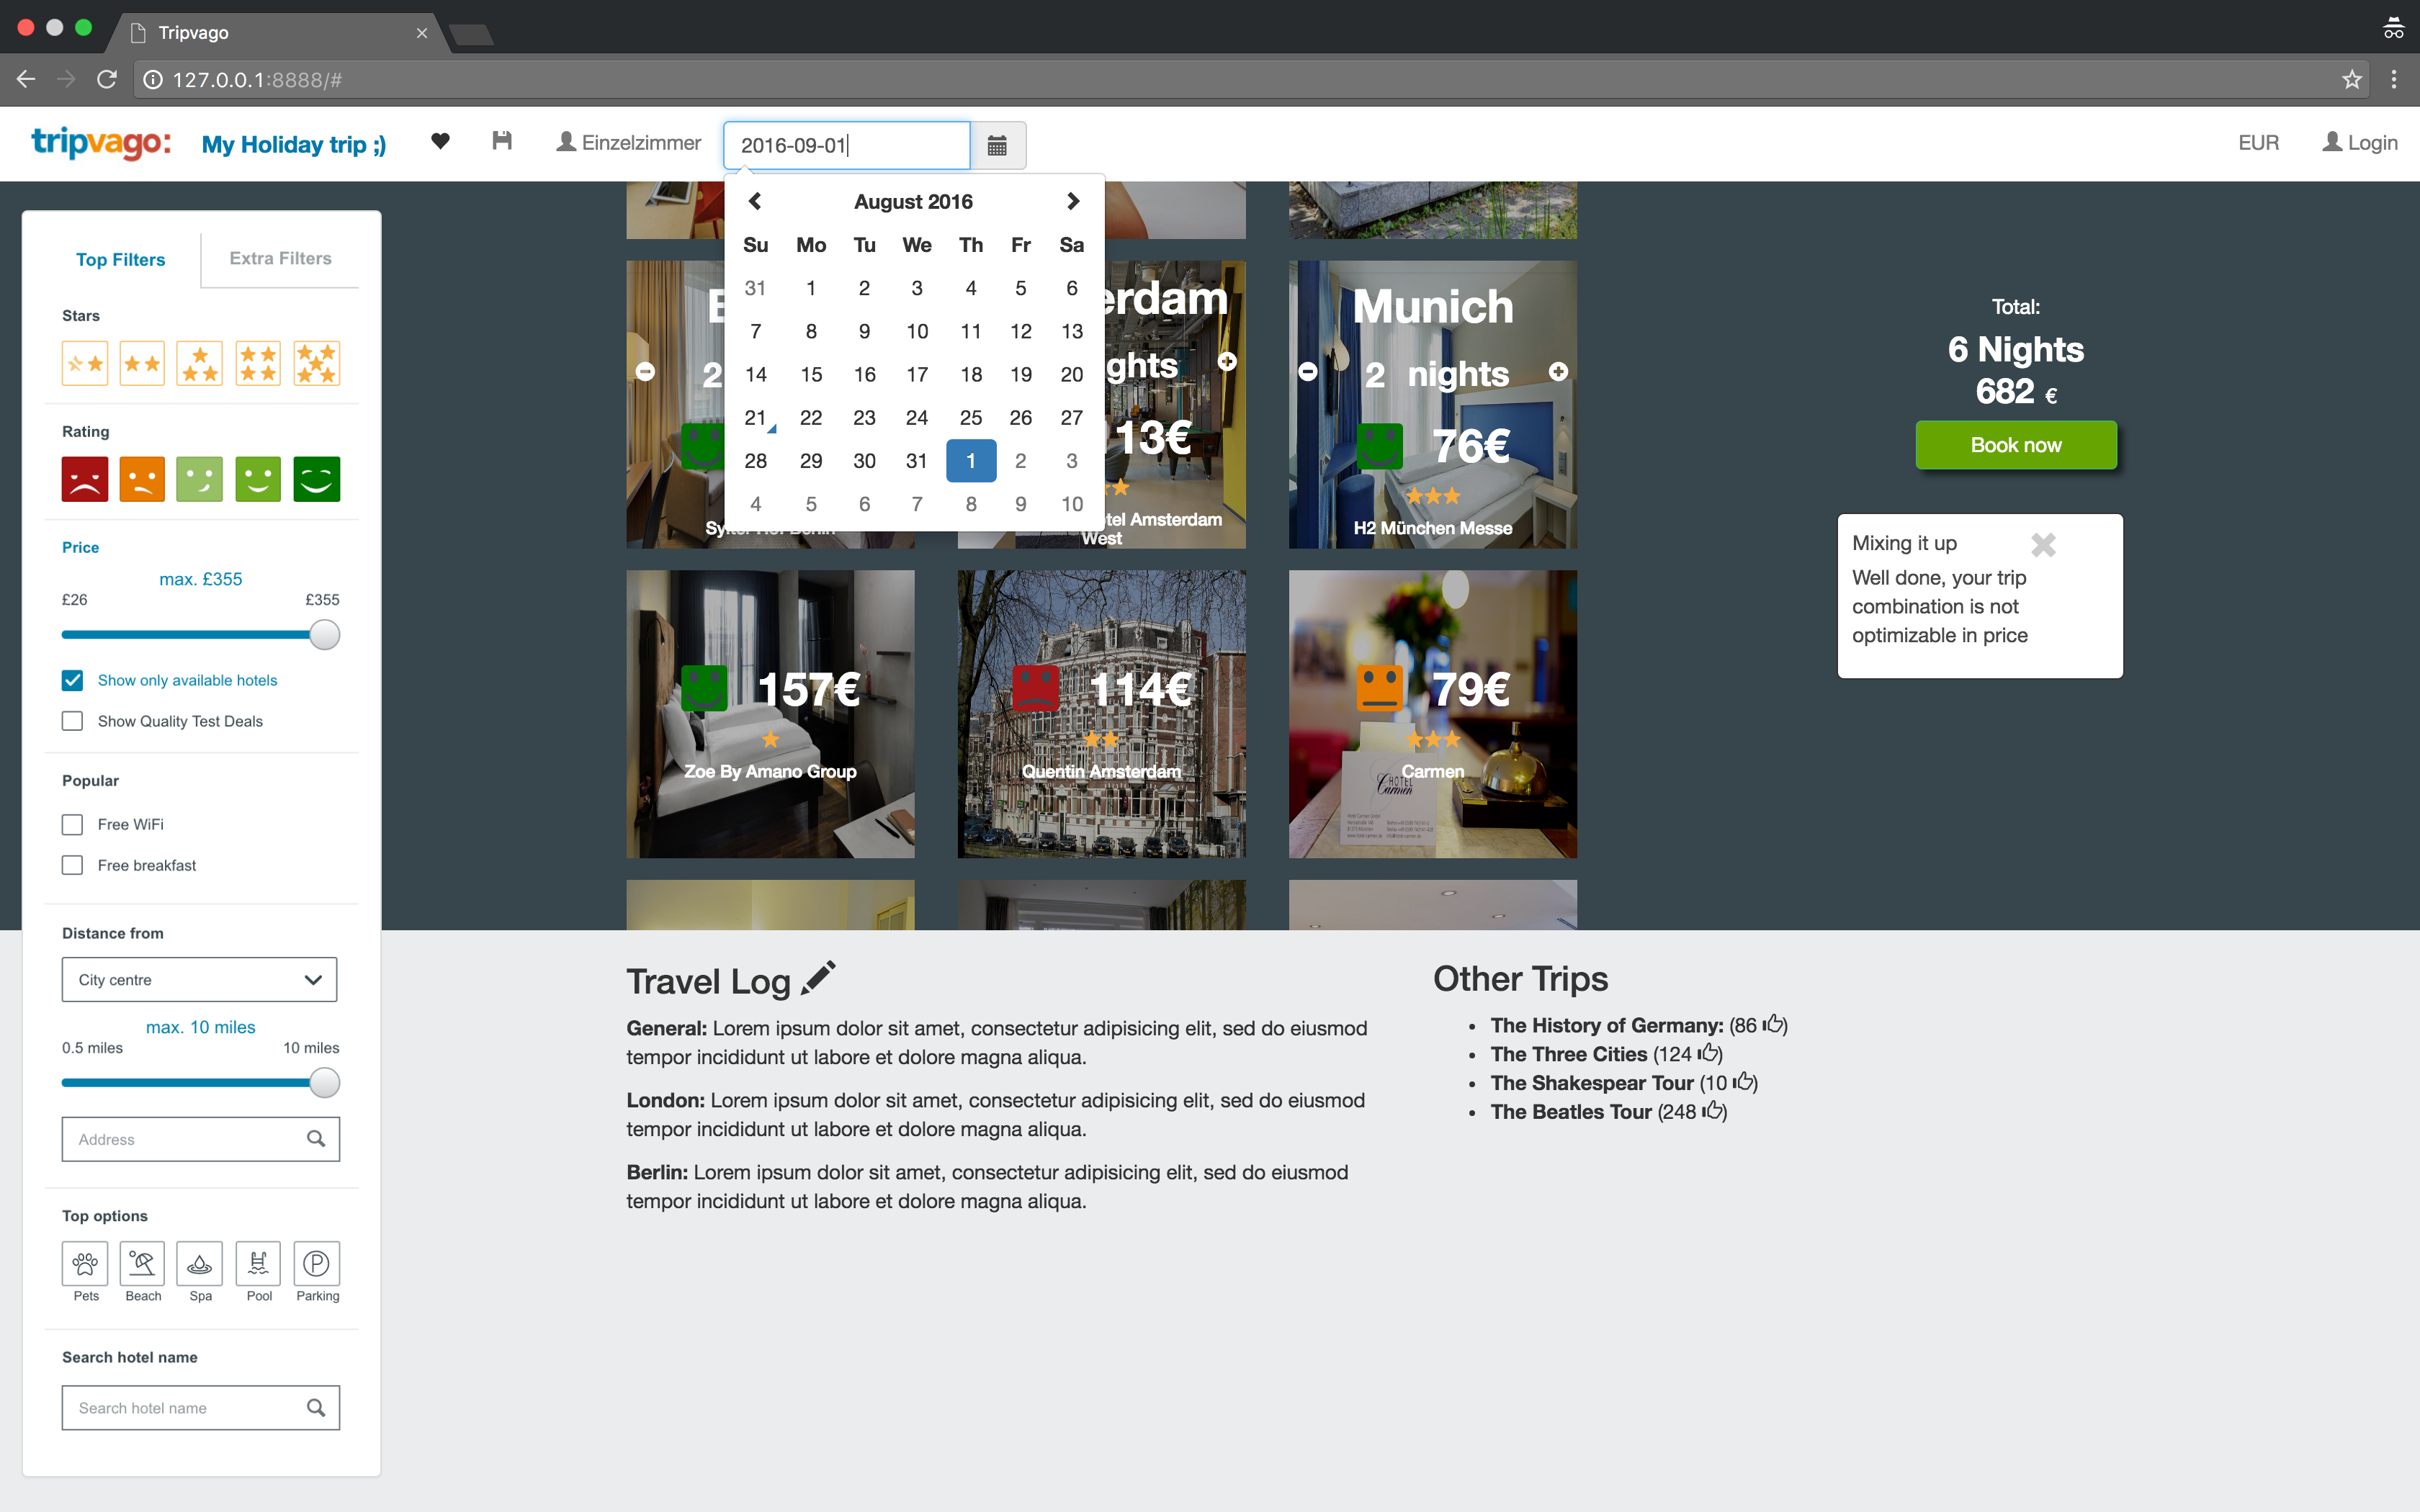 Tripvago
127.0.0.1:8888/#
tripvago:
My Holiday trip ;)
Einzelzimmer
2016-09-01
EUR
Login
August 2016
Su Mo Tu We Th Fr Sa
31 1 2 3 4 5 6
7 8 9 10 11 12 13
14 15 16 17 18 19 20
21 22 23 24 25 26 27
28 29 30 31 1 2 3
4 5 6 7 8 9 10
Top Filters
Extra Filters
Stars
Rating
Price
max. £355
£26 £355
Show only available hotels
Show Quality Test Deals
Popular
Free WiFi
Free breakfast
Distance from
City centre
max. 10 miles
0.5 miles 10 miles
Address
Top options
Pets Beach Spa Pool Parking
Search hotel name
Search hotel name
2
erdam
ghts
13€
tel Amsterdam
West
Munich
2 nights
76€
H2 München Messe
157€
Zoe By Amano Group
114€
Quentin Amsterdam
79€
Carmen
HOTEL
Carmen
Total:
6 Nights
682 €
Book now
Mixing it up
Well done, your trip
combination is not
optimizable in price
Travel Log
General: Lorem ipsum dolor sit amet, consectetur adipisicing elit, sed do eiusmod
tempor incididunt ut labore et dolore magna aliqua.
London: Lorem ipsum dolor sit amet, consectetur adipisicing elit, sed do eiusmod
tempor incididunt ut labore et dolore magna aliqua.
Berlin: Lorem ipsum dolor sit amet, consectetur adipisicing elit, sed do eiusmod
tempor incididunt ut labore et dolore magna aliqua.
Other Trips
The History of Germany: (86)
The Three Cities (124)
The Shakespear Tour (10)
The Beatles Tour (248)